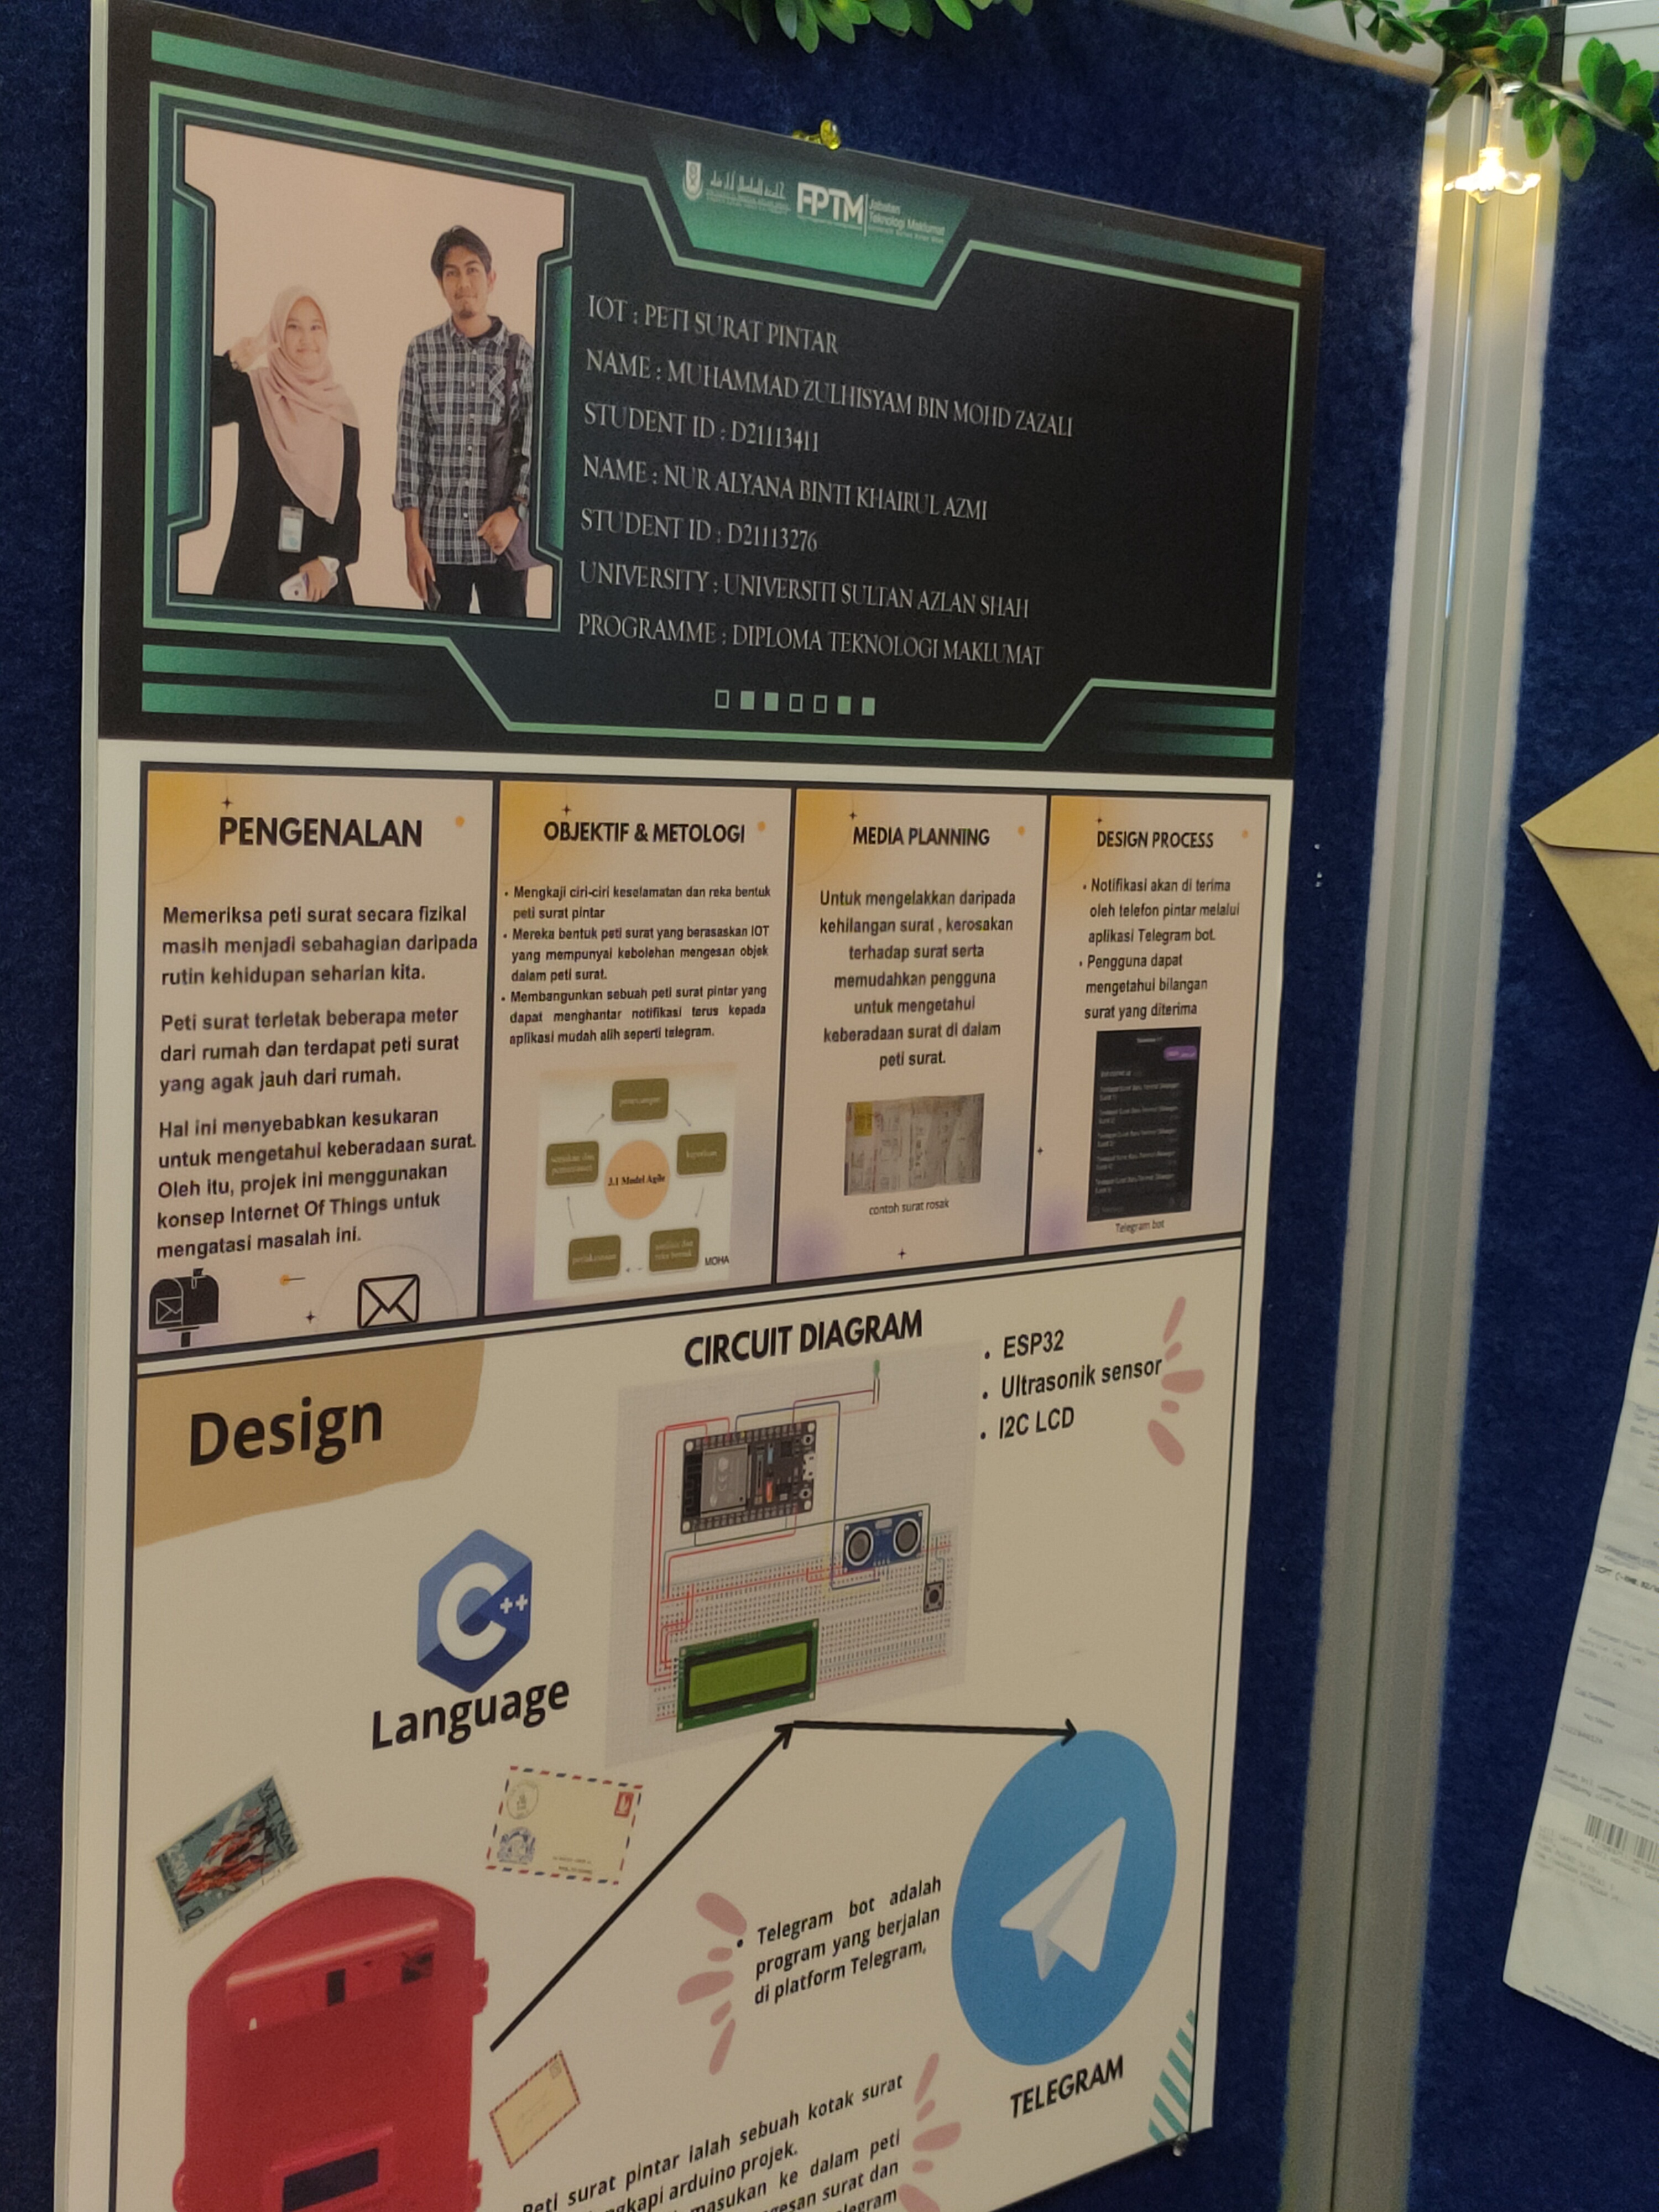 FPTM
Jabatan
Teknologi Maklumat
IOT : PETI SURAT PINTAR
NAME : MUHAMMAD ZULHISYAM BIN MOHD ZAZALI
STUDENT ID : D21113411
NAME : NUR ALYANA BINTI KHAIRUL AZMI
STUDENT ID : D21113276
UNIVERSITY : UNIVERSITI SULTAN AZLAN SHAH
PROGRAMME : DIPLOMA TEKNOLOGI MAKLUMAT
PENGENALAN
Memeriksa peti surat secara fizikal
masih menjadi sebahagian daripada
rutin kehidupan seharian kita.
Peti surat terletak beberapa meter
dari rumah dan terdapat peti surat
yang agak jauh dari rumah.
Hal ini menyebabkan kesukaran
untuk mengetahui keberadaan surat.
Oleh itu, projek ini menggunakan
konsep Internet Of Things untuk
mengatasi masalah ini.
OBJEKTIF & METOLOGI
• Mengkaji ciri-ciri keselamatan dan reka bentuk
peti surat pintar
• Mereka bentuk peti surat yang berasaskan IOT
yang mempunyai kebolehan mengesan objek
dalam peti surat.
• Membangunkan sebuah peti surat pintar yang
dapat menghantar notifikasi terus kepada
aplikasi mudah alih seperti telegram.
3.1 Model Agile
MOHA
MEDIA PLANNING
Untuk mengelakkan daripada
kehilangan surat , kerosakan
terhadap surat serta
memudahkan pengguna
untuk mengetahui
keberadaan surat di dalam
peti surat.
contoh surat rosak
DESIGN PROCESS
• Notifikasi akan di terima
oleh telefon pintar melalui
aplikasi Telegram bot.
• Pengguna dapat
mengetahui bilangan
surat yang diterima
Telegram bot
Design
CIRCUIT DIAGRAM
• ESP32
• Ultrasonik sensor
• I2C LCD
C++
Language
VIETNAM
• Telegram bot adalah
program yang berjalan
di platform Telegram.
TELEGRAM
Peti surat pintar ialah sebuah kotak surat
arduino projek.
masukan ke dalam peti
surat dan